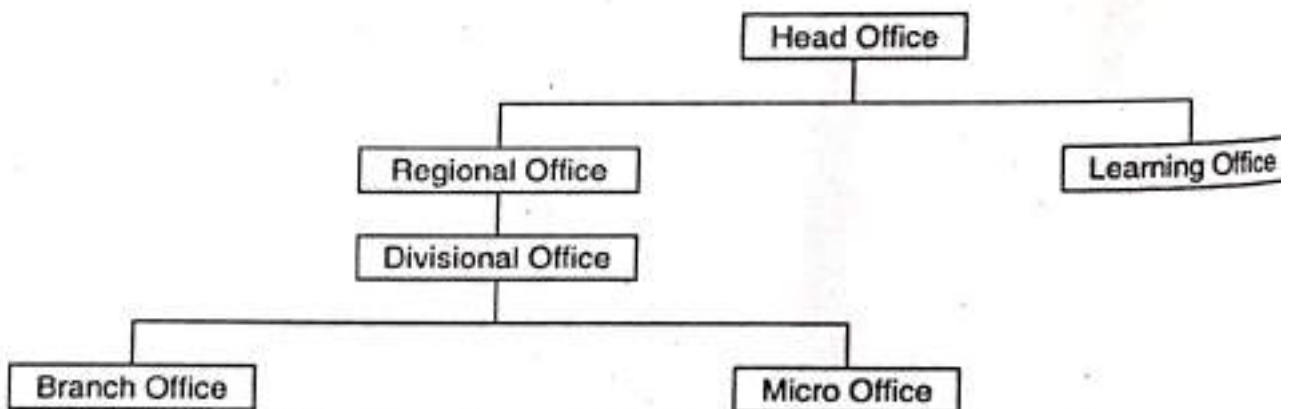 Head Office
Regional Office
Learning Office
Divisional Office
Branch Office
Micro Office